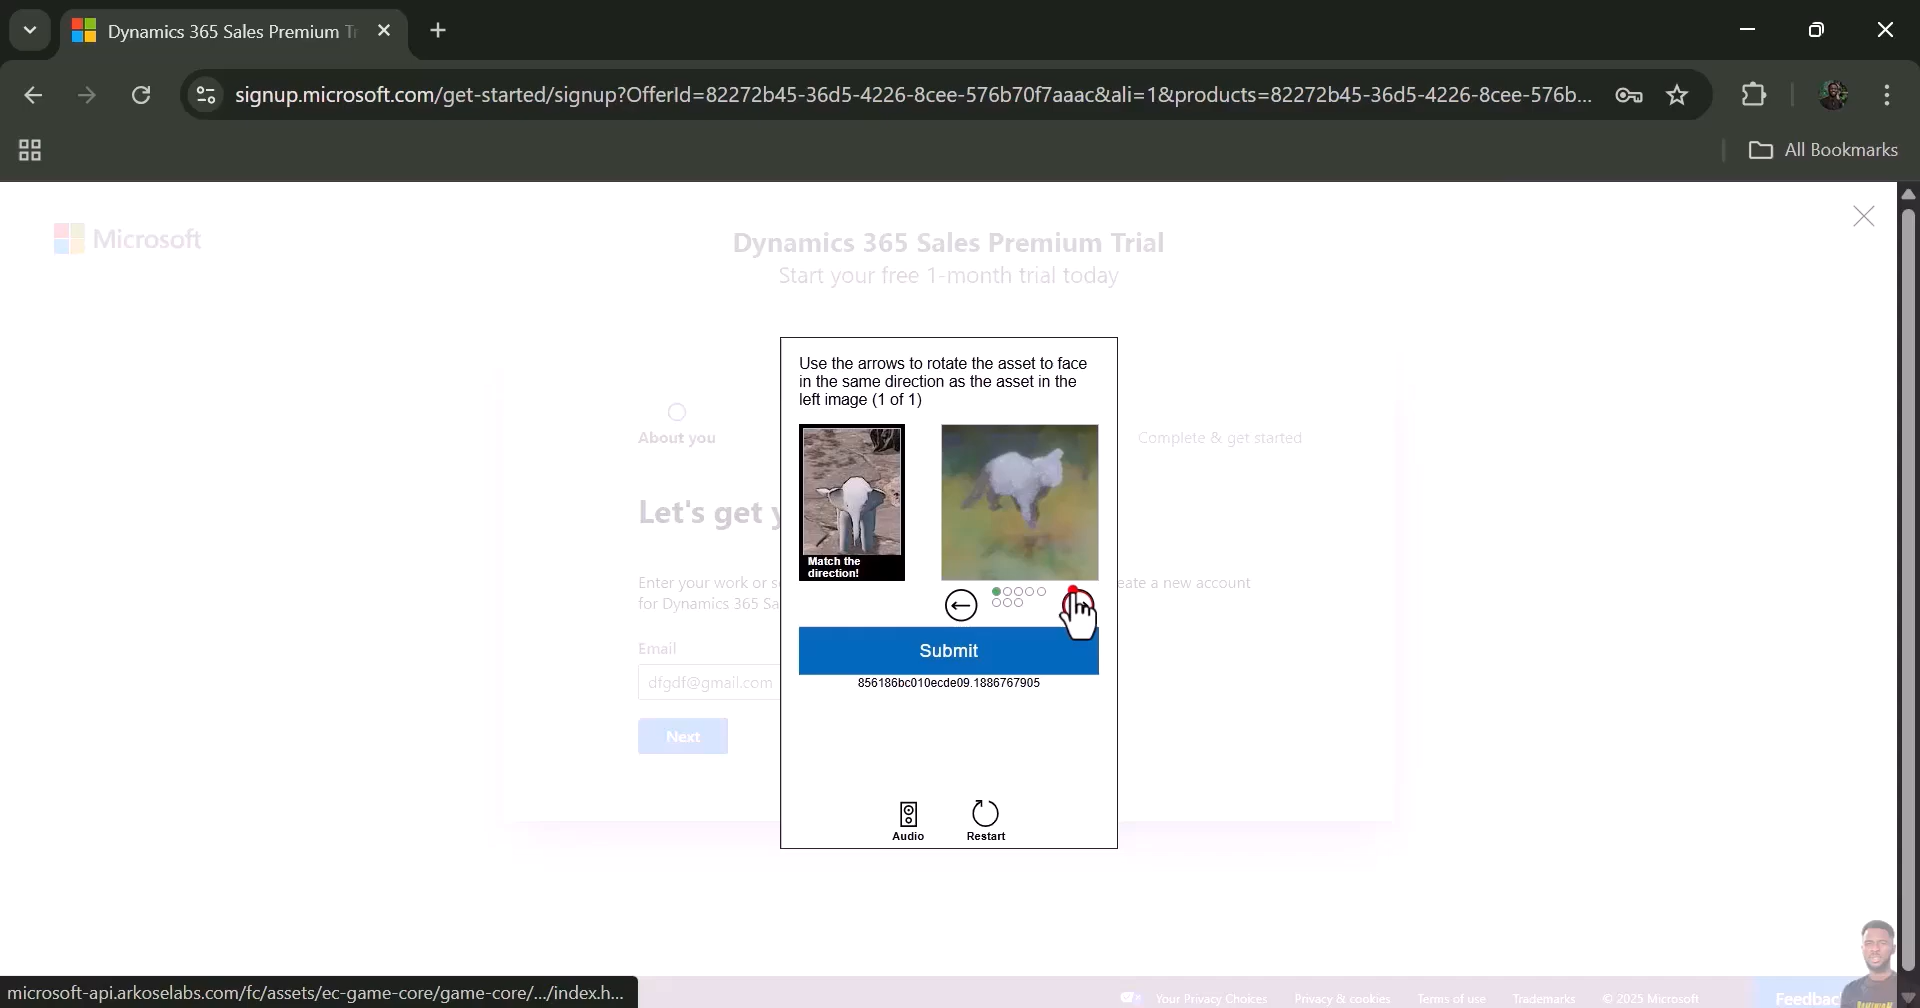 Dynamics 365 Sales Premium Tr
signup.microsoft.com/get-started/signup?OfferId=82272b45-36d5-4226-8cee-576b70f7aaac&ali=1&products=82272b45-36d5-4226-8cee-576b...
All Bookmarks
Microsoft
Dynamics 365 Sales Premium Trial
Start your free 1-month trial today
About you
Complete & get started
Let's get y
Enter your work or s
eate a new account
for Dynamics 365 Sa
Email
dfgdf@gmail.com
Next
Use the arrows to rotate the asset to face
in the same direction as the asset in the
left image (1 of 1)
Match the
direction!
Submit
856186bc010ecde09.1886767905
Audio
Restart
microsoft-api.arkoselabs.com/fc/assets/ec-game-core/game-core/.../index.h...
Your Privacy Choices
Privacy & cookies
Terms of use
Trademarks
© 2025 Microsoft
Feedbac